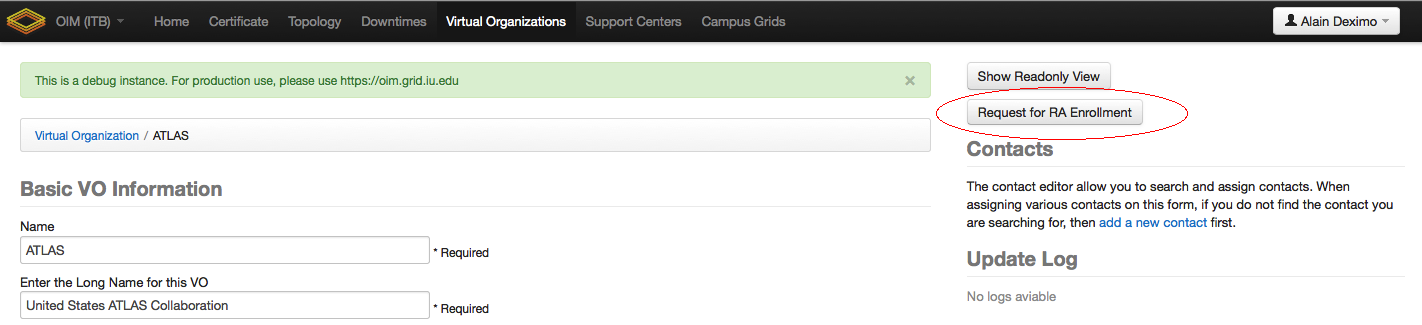 OIM (ITB) Home Certificate Topology Downtimes Virtual Organizations Support Centers Campus Grids Alain Deximo
This is a debug instance. For production use, please use https://oim.grid.iu.edu ×
Virtual Organization / ATLAS
Basic VO Information
Name
ATLAS * Required
Enter the Long Name for this VO
United States ATLAS Collaboration * Required
Show Readonly View
Request for RA Enrollment
Contacts
The contact editor allow you to search and assign contacts. When
assigning various contacts on this form, if you do not find the contact you
are searching for, then add a new contact first.
Update Log
No logs aviable